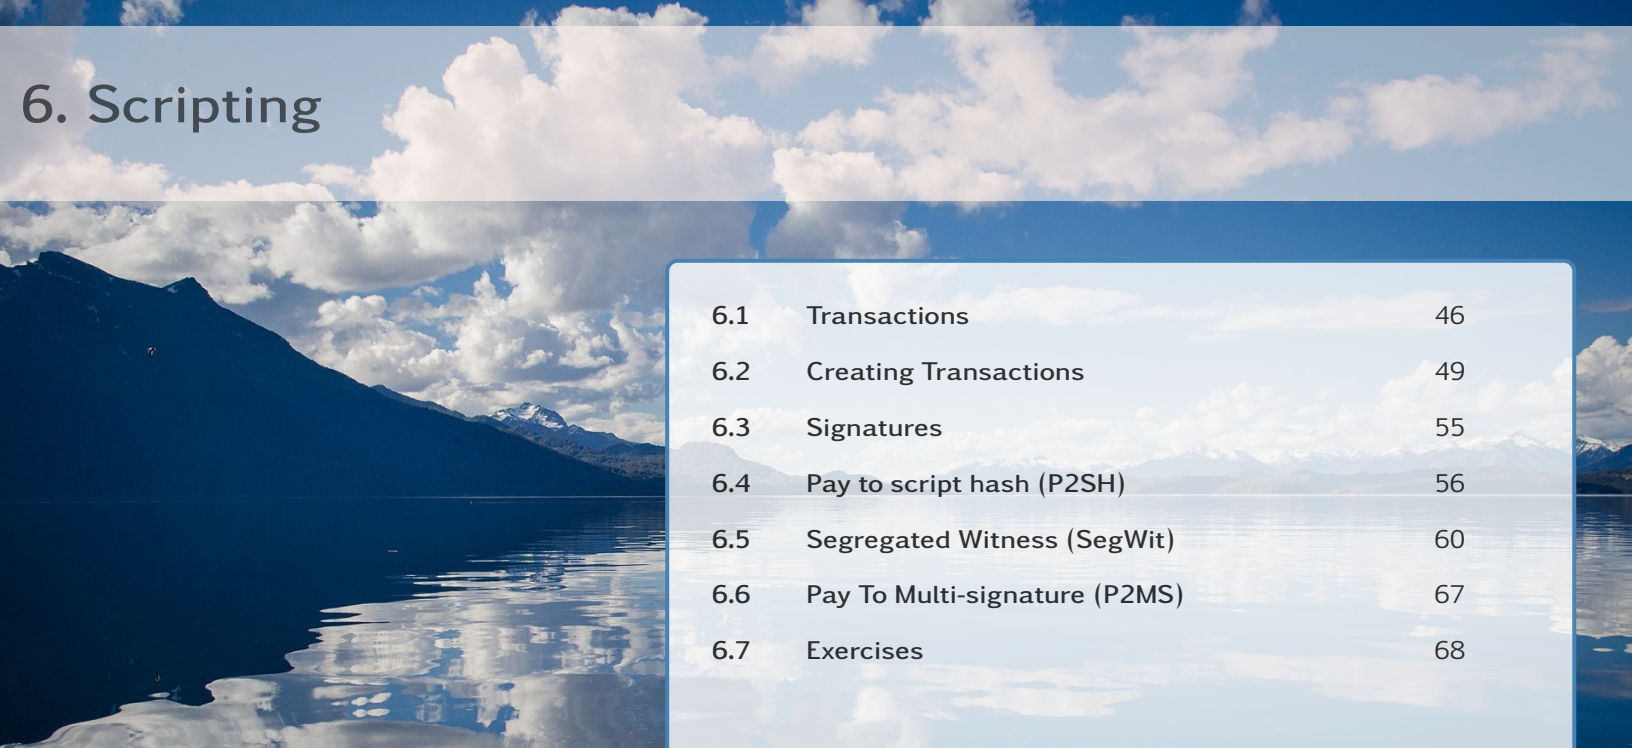 6. Scripting
6.1 Transactions 46
6.2 Creating Transactions 49
6.3 Signatures 55
6.4 Pay to script hash (P2SH) 56
6.5 Segregated Witness (SegWit) 60
6.6 Pay To Multi-signature (P2MS) 67
6.7 Exercises 68